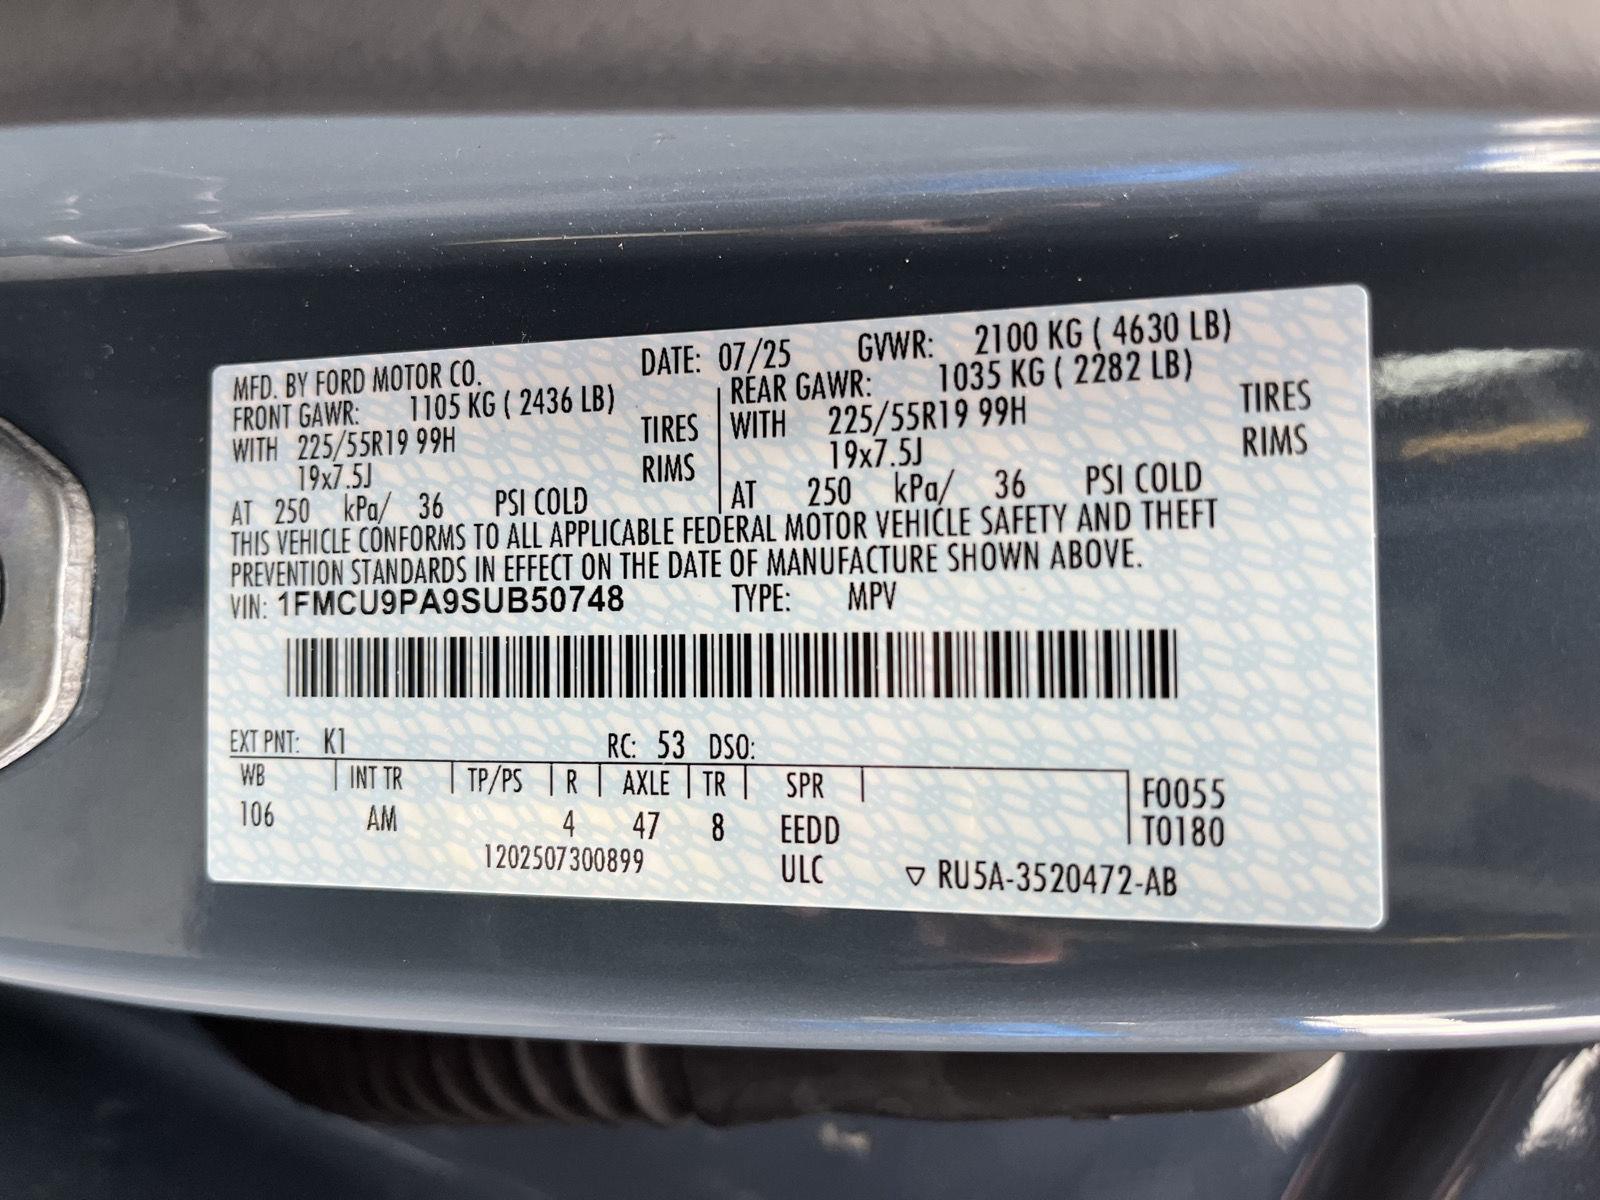 MFD. BY FORD MOTOR CO. DATE: 07/25 GVWR: 2100 KG ( 4630 LB)
FRONT GAWR: 1105 KG ( 2436 LB) REAR GAWR: 1035 KG ( 2282 LB)
WITH 225/55R19 99H TIRES WITH 225/55R19 99H TIRES
19x7.5J RIMS 19x7.5J RIMS
AT 250 kPa/ 36 PSI COLD AT 250 kPa/ 36 PSI COLD
THIS VEHICLE CONFORMS TO ALL APPLICABLE FEDERAL MOTOR VEHICLE SAFETY AND THEFT
PREVENTION STANDARDS IN EFFECT ON THE DATE OF MANUFACTURE SHOWN ABOVE.
VIN: 1FMCU9PA9SUB50748 TYPE: MPV
EXT PNT: K1 RC: 53 DSO:
WB INT TR TP/PS R AXLE TR SPR F0055
106 AM 4 47 8 EEDD T0180
1202507300899 ULC ▽ RU5A-3520472-AB